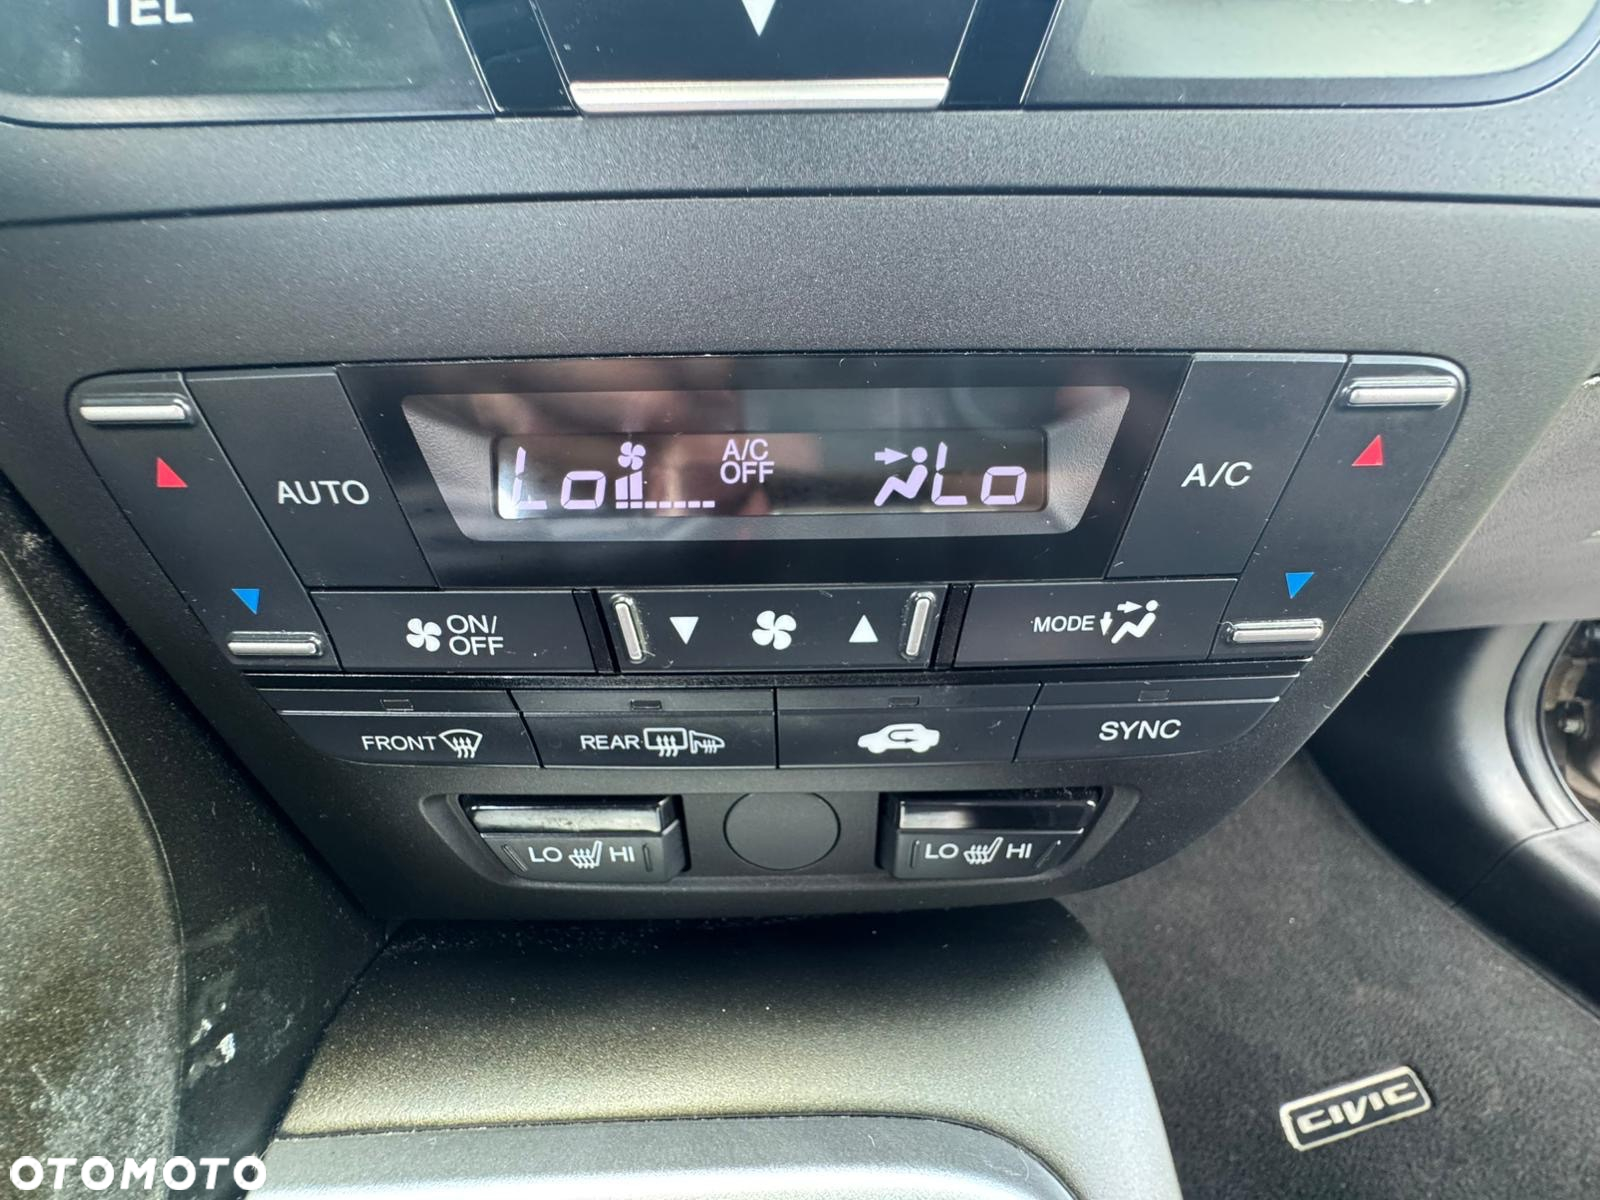 TEL
Lo A/C OFF Lo
AUTO
A/C
ON/OFF
MODE
FRONT
REAR
SYNC
LO HI
LO HI
CIVIC
OTOMOTO